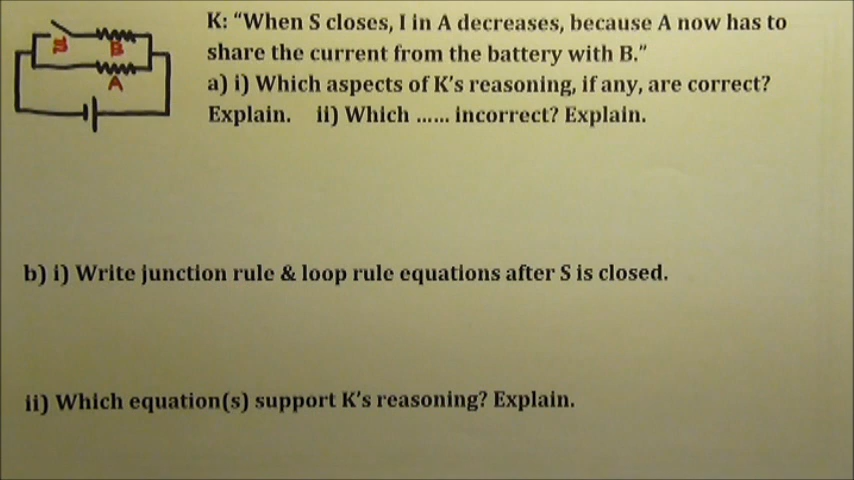 K: “When S closes, I in A decreases, because A now has to
share the current from the battery with B.”
a) i) Which aspects of K’s reasoning, if any, are correct?
Explain. ii) Which ...... incorrect? Explain.
S
B
A
b) i) Write junction rule & loop rule equations after S is closed.
ii) Which equation(s) support K’s reasoning? Explain.